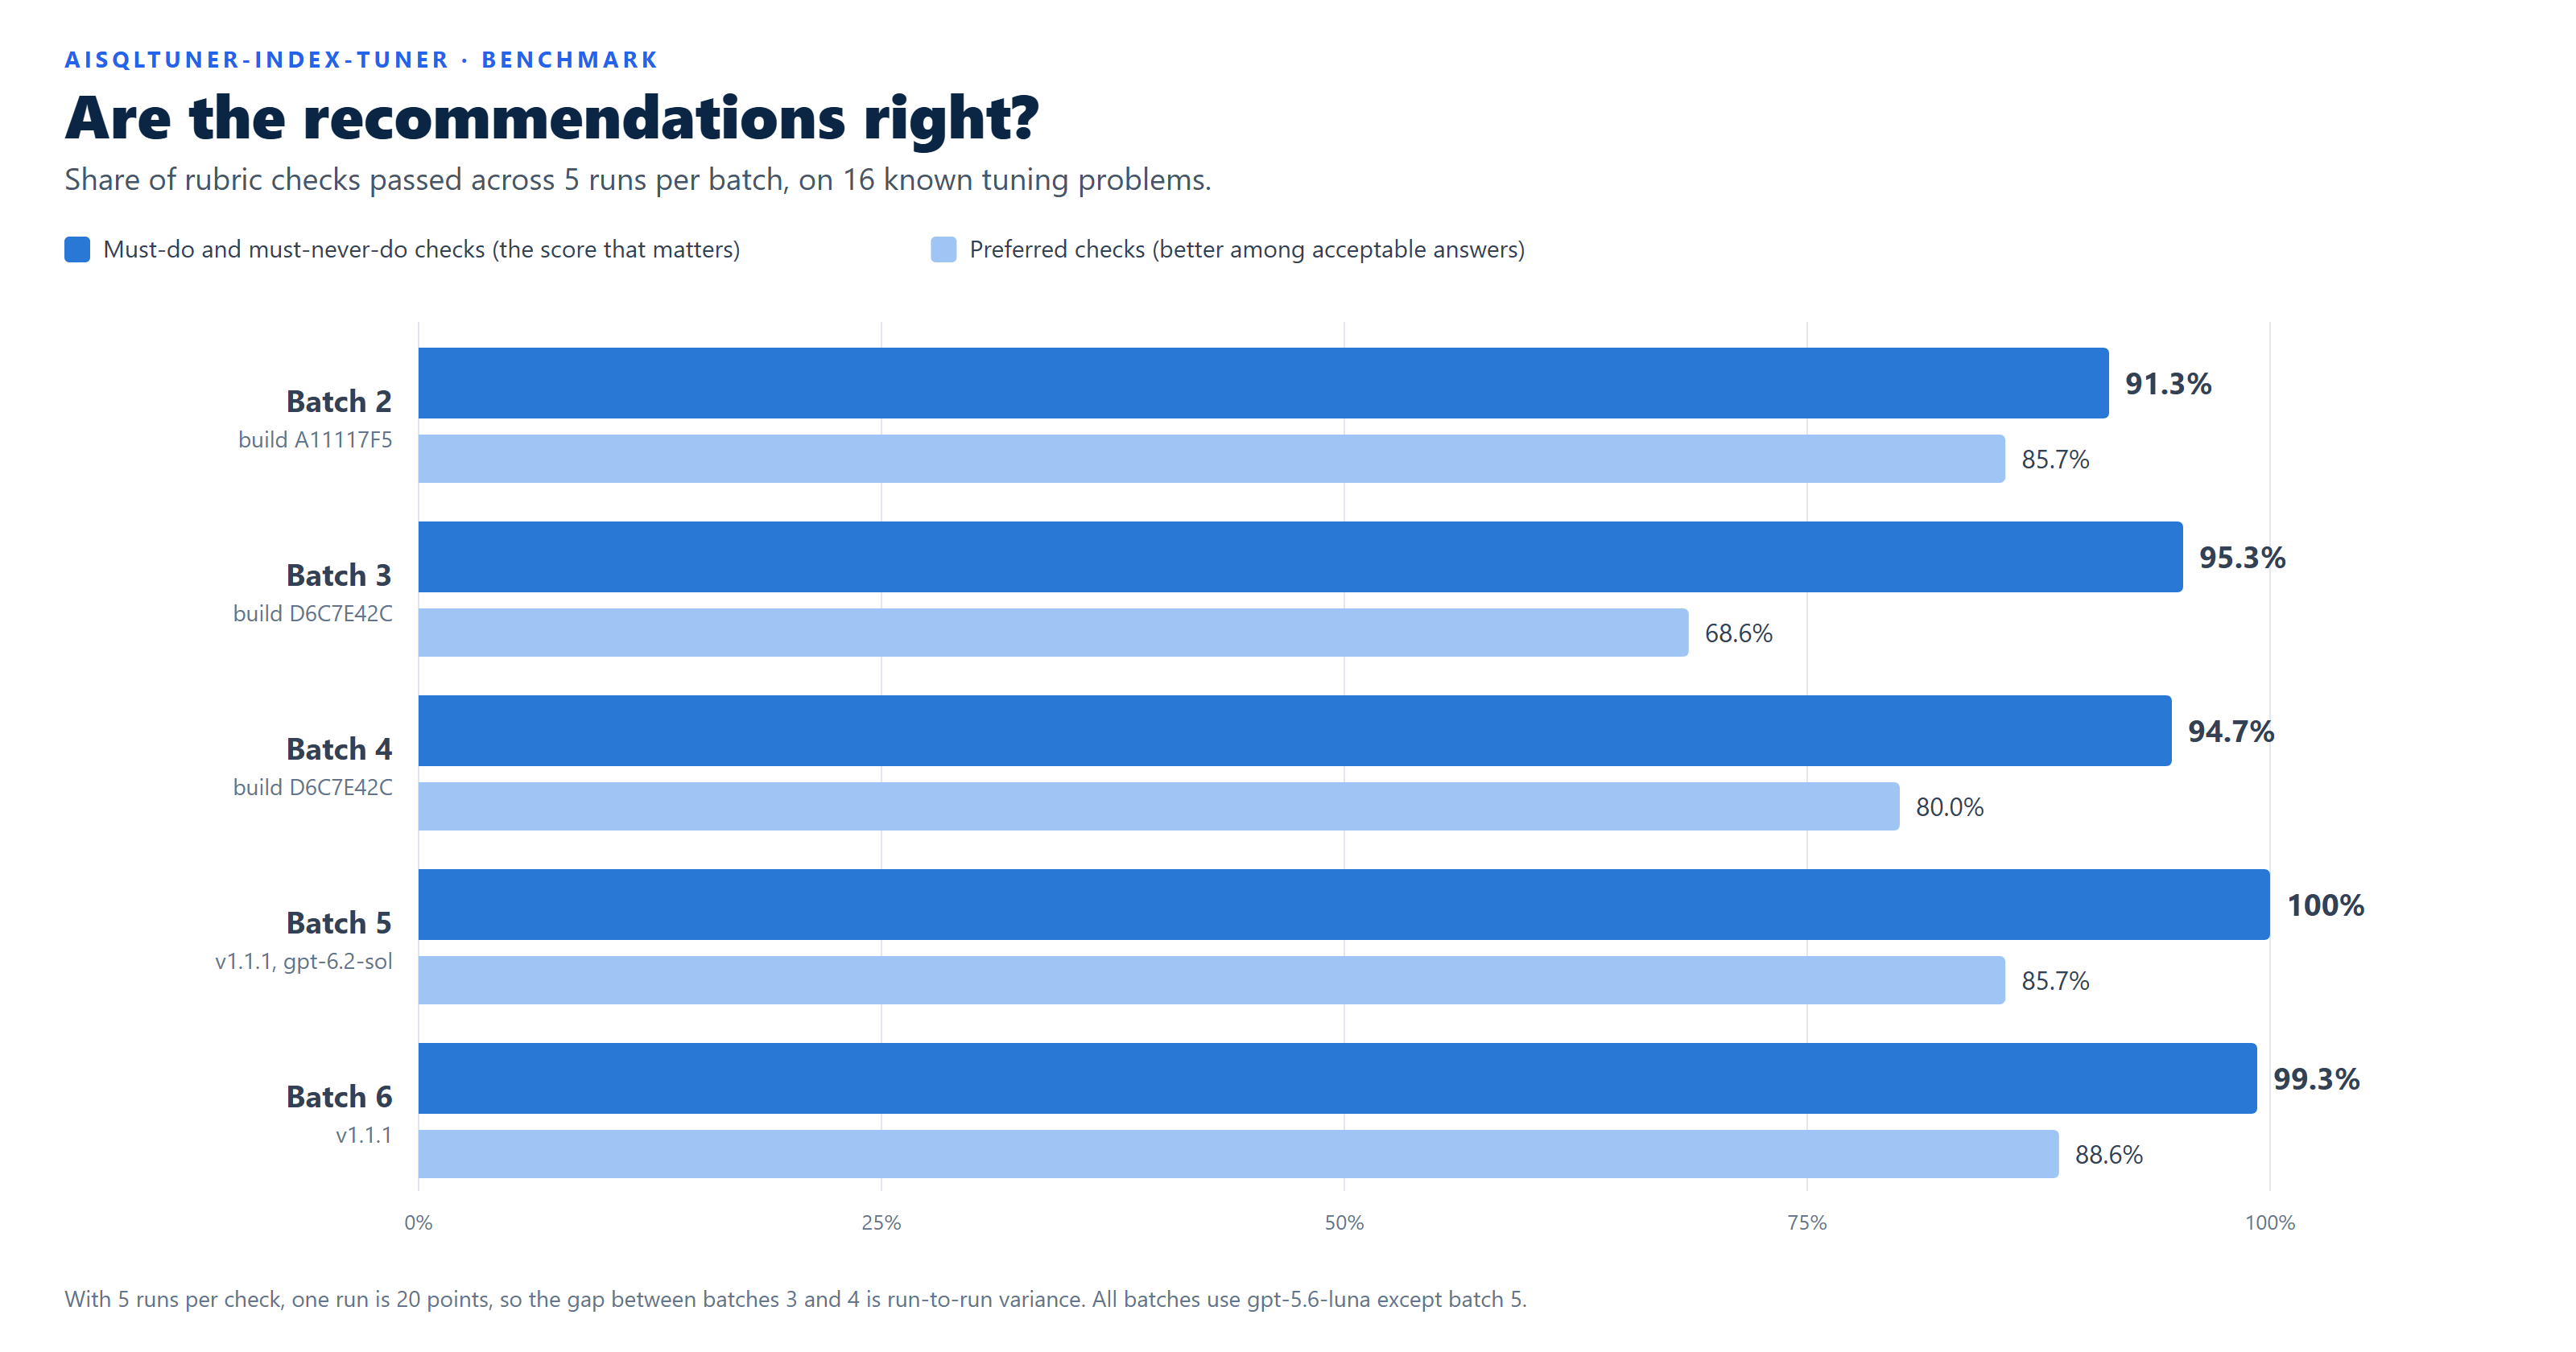 AISQLTUNER-INDEX-TUNER · BENCHMARK
Are the recommendations right?
Share of rubric checks passed across 5 runs per batch, on 16 known tuning problems.
Must-do and must-never-do checks (the score that matters)
Preferred checks (better among acceptable answers)
Batch 2
build A11117F5
91.3%
85.7%
Batch 3
build D6C7E42C
95.3%
68.6%
Batch 4
build D6C7E42C
94.7%
80.0%
Batch 5
v1.1.1, gpt-6.2-sol
100%
85.7%
Batch 6
v1.1.1
99.3%
88.6%
0% 25% 50% 75% 100%
With 5 runs per check, one run is 20 points, so the gap between batches 3 and 4 is run-to-run variance. All batches use gpt-5.6-luna except batch 5.